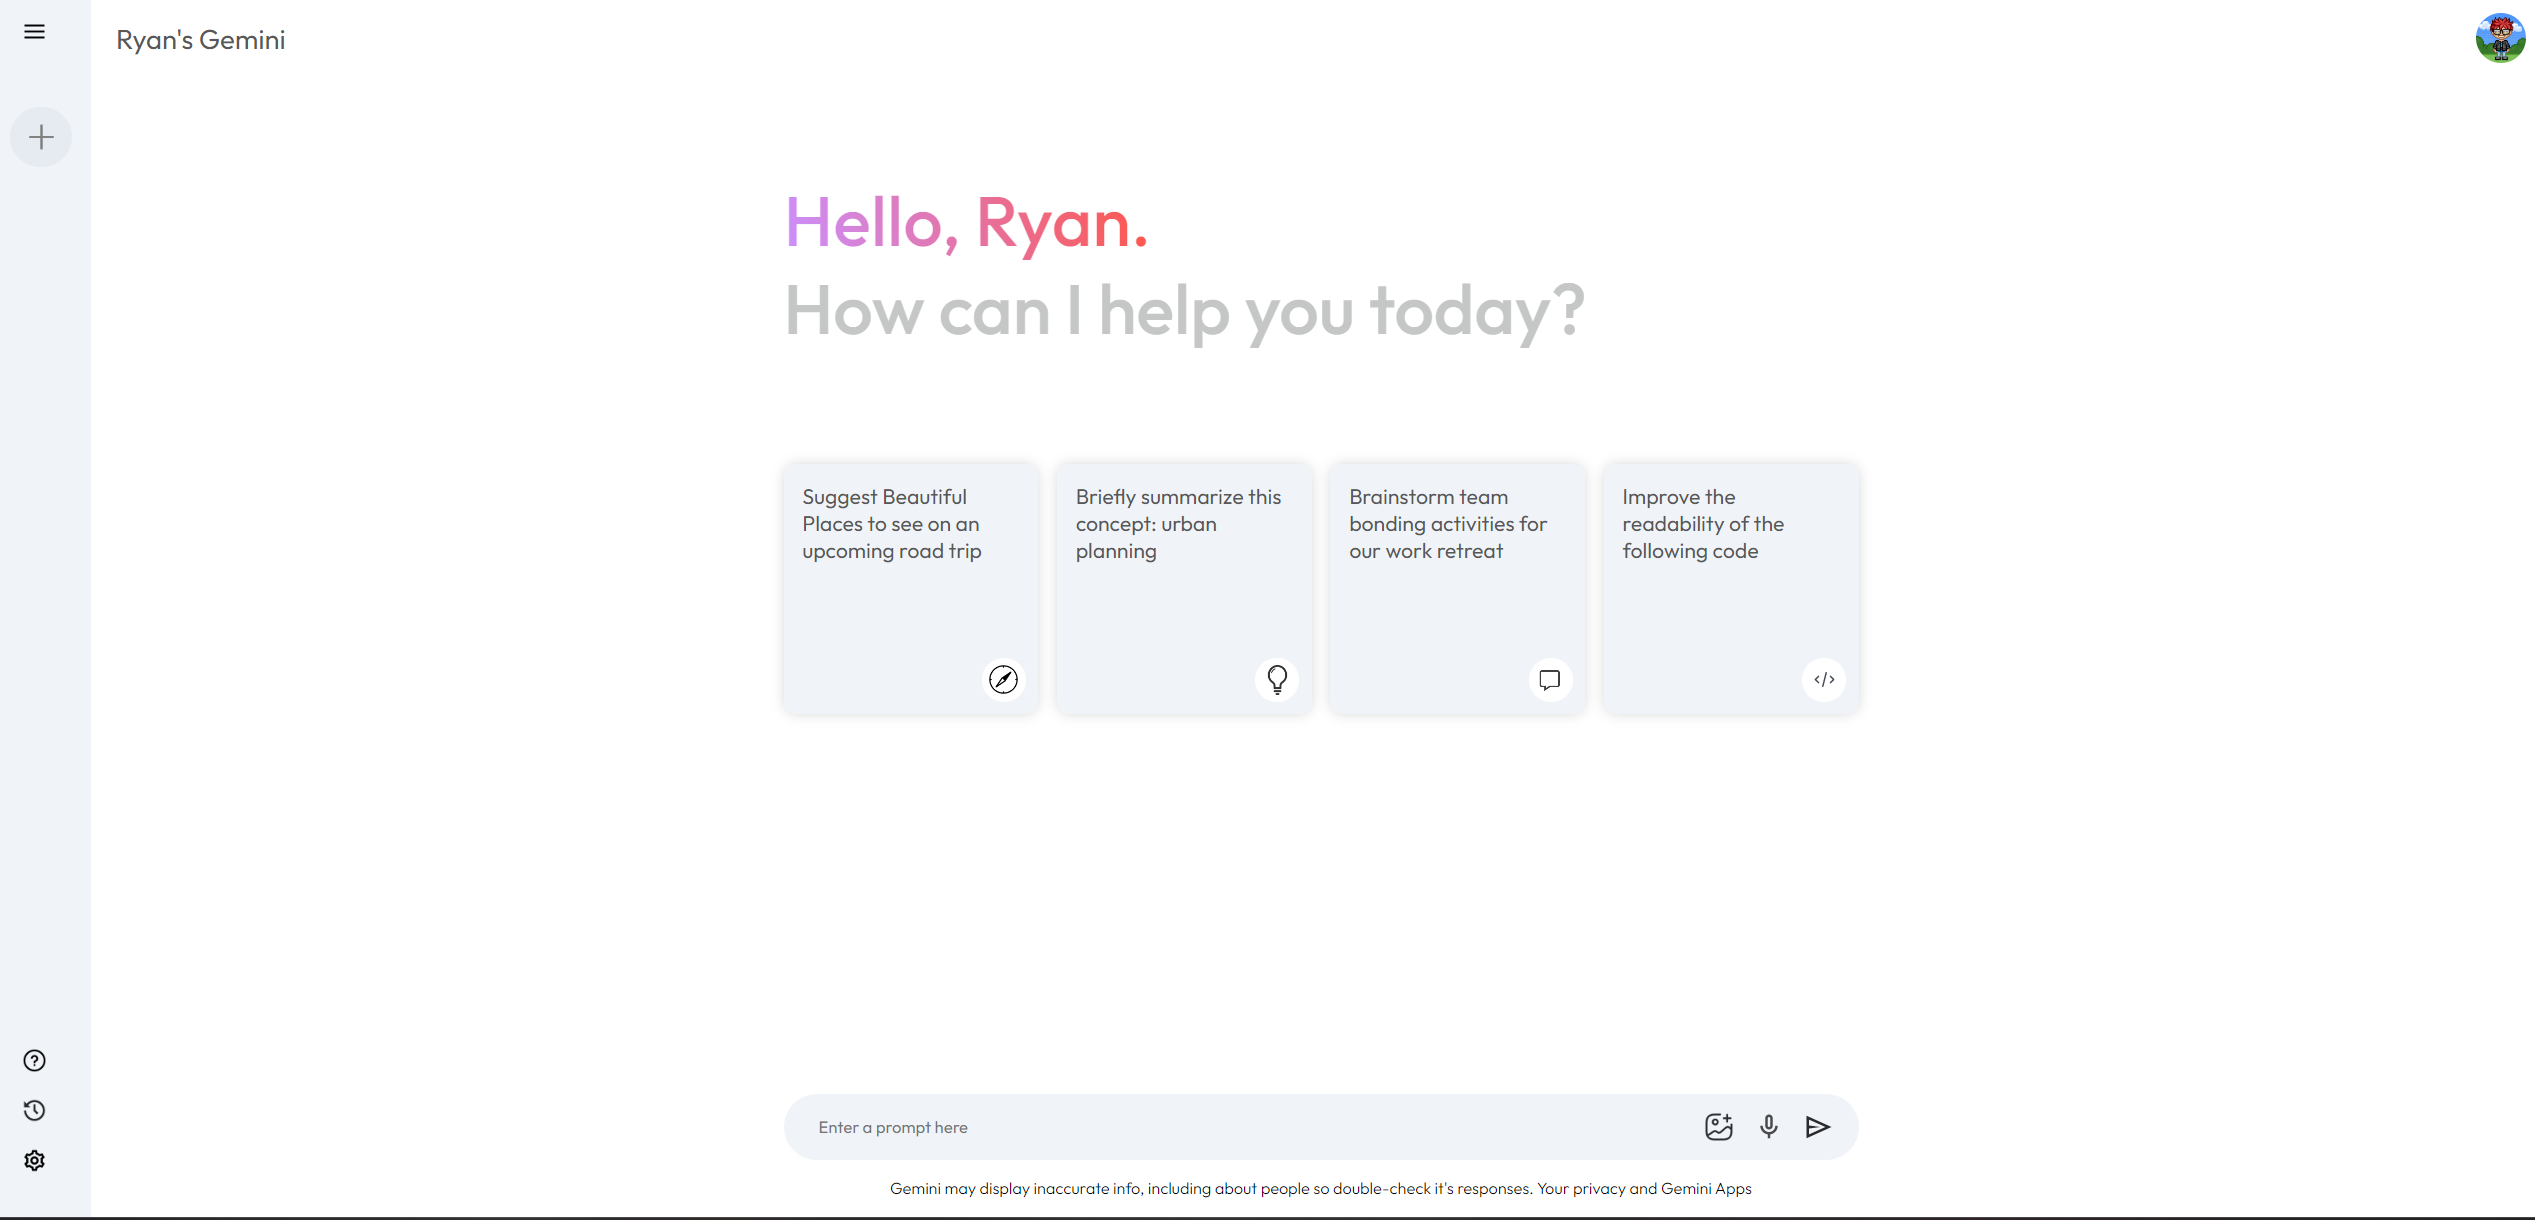 Ryan's Gemini
Hello, Ryan.
How can I help you today?
Suggest Beautiful
Places to see on an
upcoming road trip
Briefly summarize this
concept: urban
planning
Brainstorm team
bonding activities for
our work retreat
Improve the
readability of the
following code
Enter a prompt here
Gemini may display inaccurate info, including about people so double-check it's responses. Your privacy and Gemini Apps